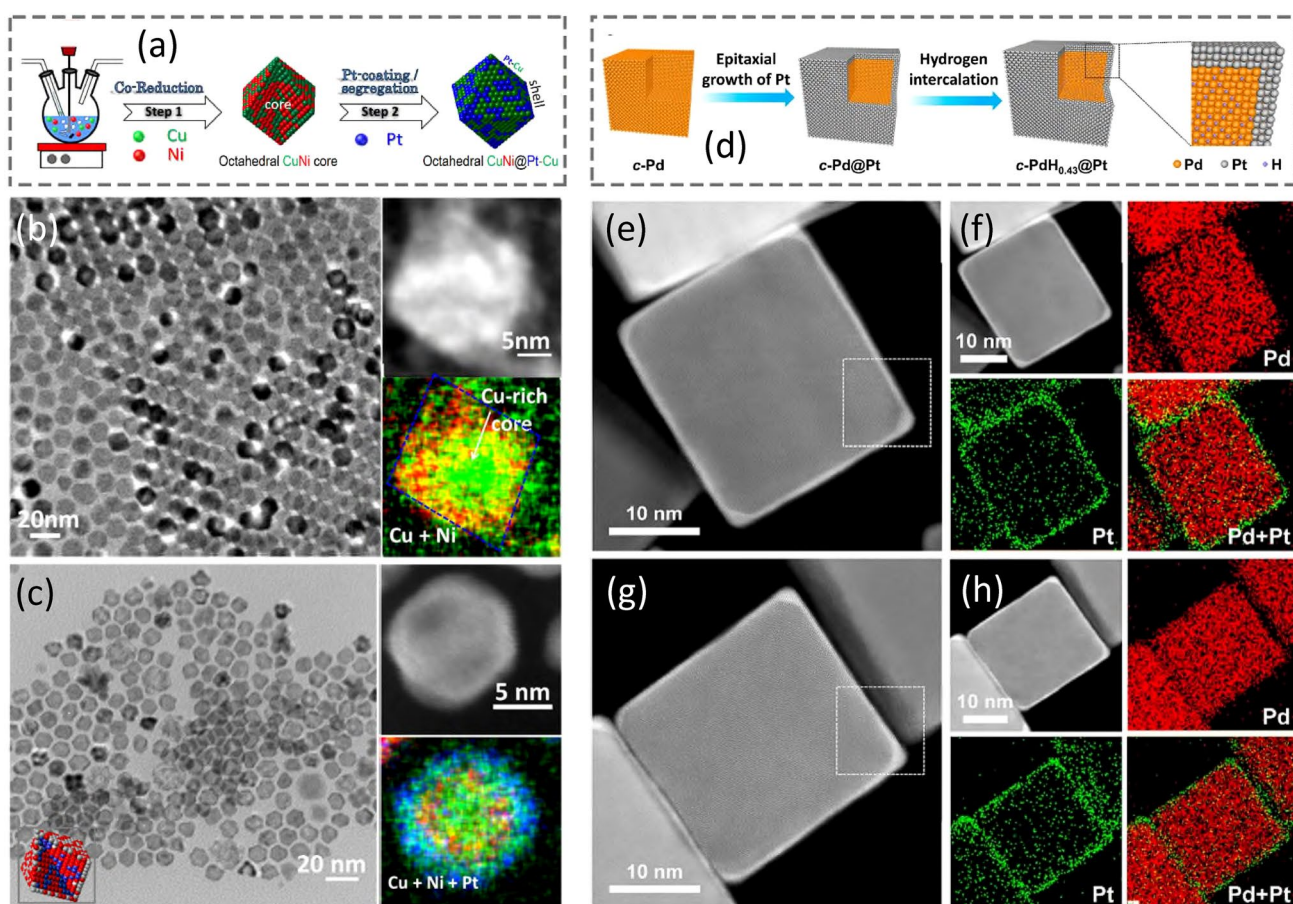 (a)
Co-Reduction
Step 1
Cu
Ni
core
Octahedral CuNi core
Pt-coating /
segregation
Step 2
Pt
Pt-Cu
shell
Octahedral CuNi@Pt-Cu
(d)
c-Pd
Epitaxial
growth of Pt
c-Pd@Pt
Hydrogen
intercalation
c-PdH0.43@Pt
Pd
Pt
H
(b)
20nm
5nm
Cu-rich
core
Cu + Ni
(c)
20 nm
5 nm
Cu + Ni + Pt
(e)
10 nm
(f)
10 nm
Pd
Pt
Pd+Pt
(g)
10 nm
(h)
10 nm
Pd
Pt
Pd+Pt